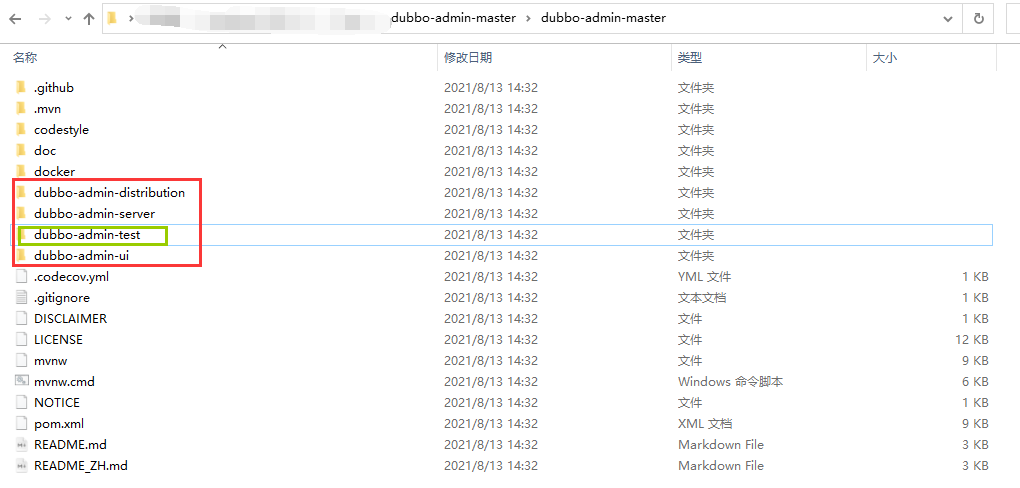 dubbo-admin-master > dubbo-admin-master
名称 修改日期 类型 大小
.github 2021/8/13 14:32 文件夹
.mvn 2021/8/13 14:32 文件夹
codestyle 2021/8/13 14:32 文件夹
doc 2021/8/13 14:32 文件夹
docker 2021/8/13 14:32 文件夹
dubbo-admin-distribution 2021/8/13 14:32 文件夹
dubbo-admin-server 2021/8/13 14:32 文件夹
dubbo-admin-test 2021/8/13 14:32 文件夹
dubbo-admin-ui 2021/8/13 14:32 文件夹
.codecov.yml 2021/8/13 14:32 YML 文件 1 KB
.gitignore 2021/8/13 14:32 文本文档 1 KB
DISCLAIMER 2021/8/13 14:32 文件 1 KB
LICENSE 2021/8/13 14:32 文件 12 KB
mvnw 2021/8/13 14:32 文件 9 KB
mvnw.cmd 2021/8/13 14:32 Windows 命令脚本 6 KB
NOTICE 2021/8/13 14:32 文件 1 KB
pom.xml 2021/8/13 14:32 XML 文档 9 KB
README.md 2021/8/13 14:32 Markdown File 3 KB
README_ZH.md 2021/8/13 14:32 Markdown File 3 KB